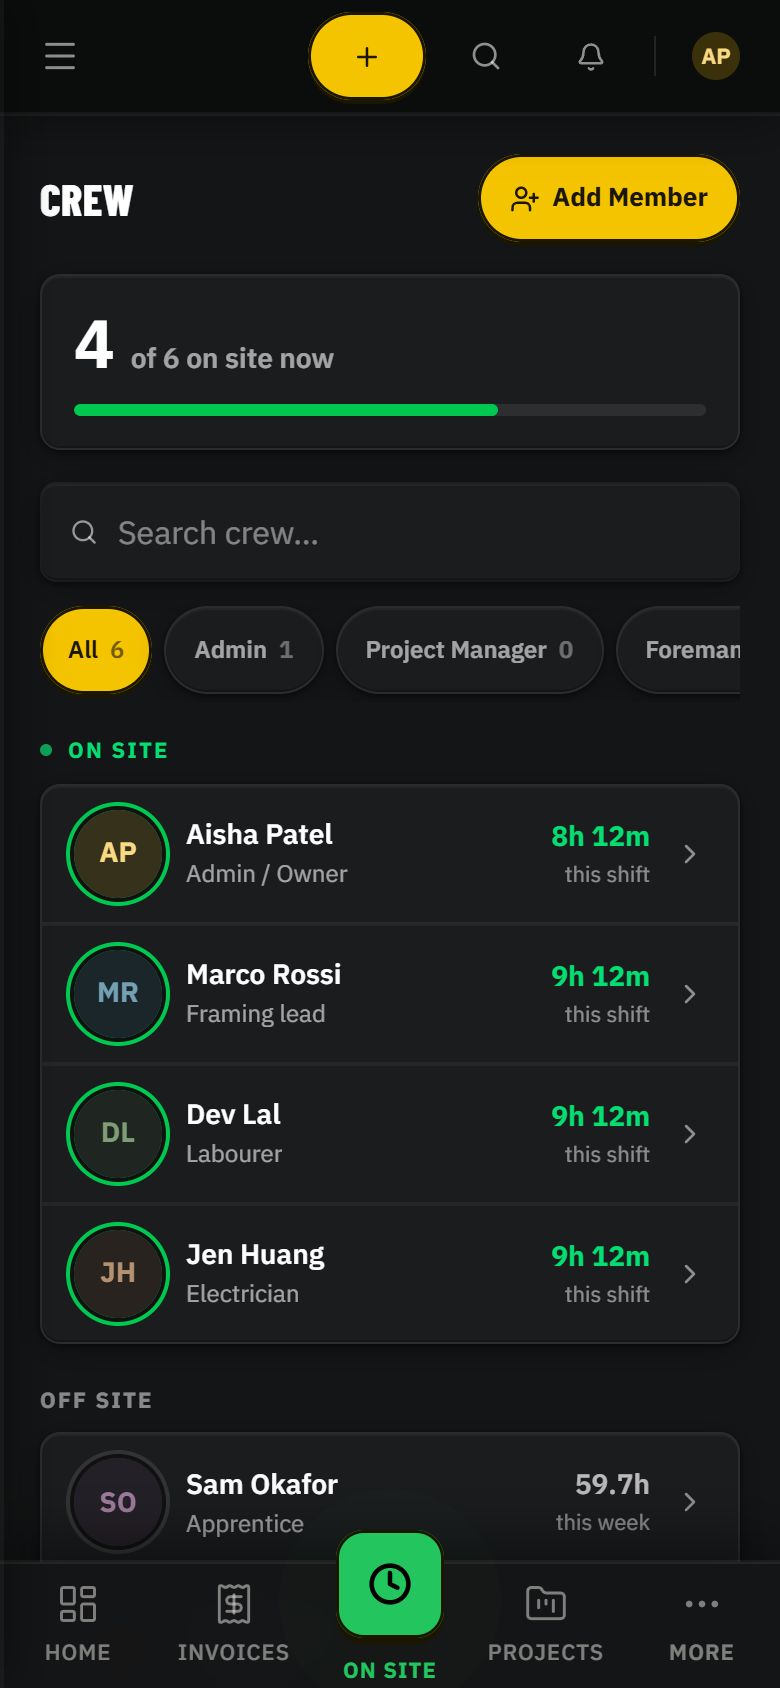 AP
CREW
Add Member
4 of 6 on site now
Search crew...
All 6
Admin 1
Project Manager 0
Foreman
ON SITE
AP
Aisha Patel
Admin / Owner
8h 12m
this shift
MR
Marco Rossi
Framing lead
9h 12m
this shift
DL
Dev Lal
Labourer
9h 12m
this shift
JH
Jen Huang
Electrician
9h 12m
this shift
OFF SITE
SO
Sam Okafor
Apprentice
59.7h
this week
HOME
INVOICES
ON SITE
PROJECTS
MORE